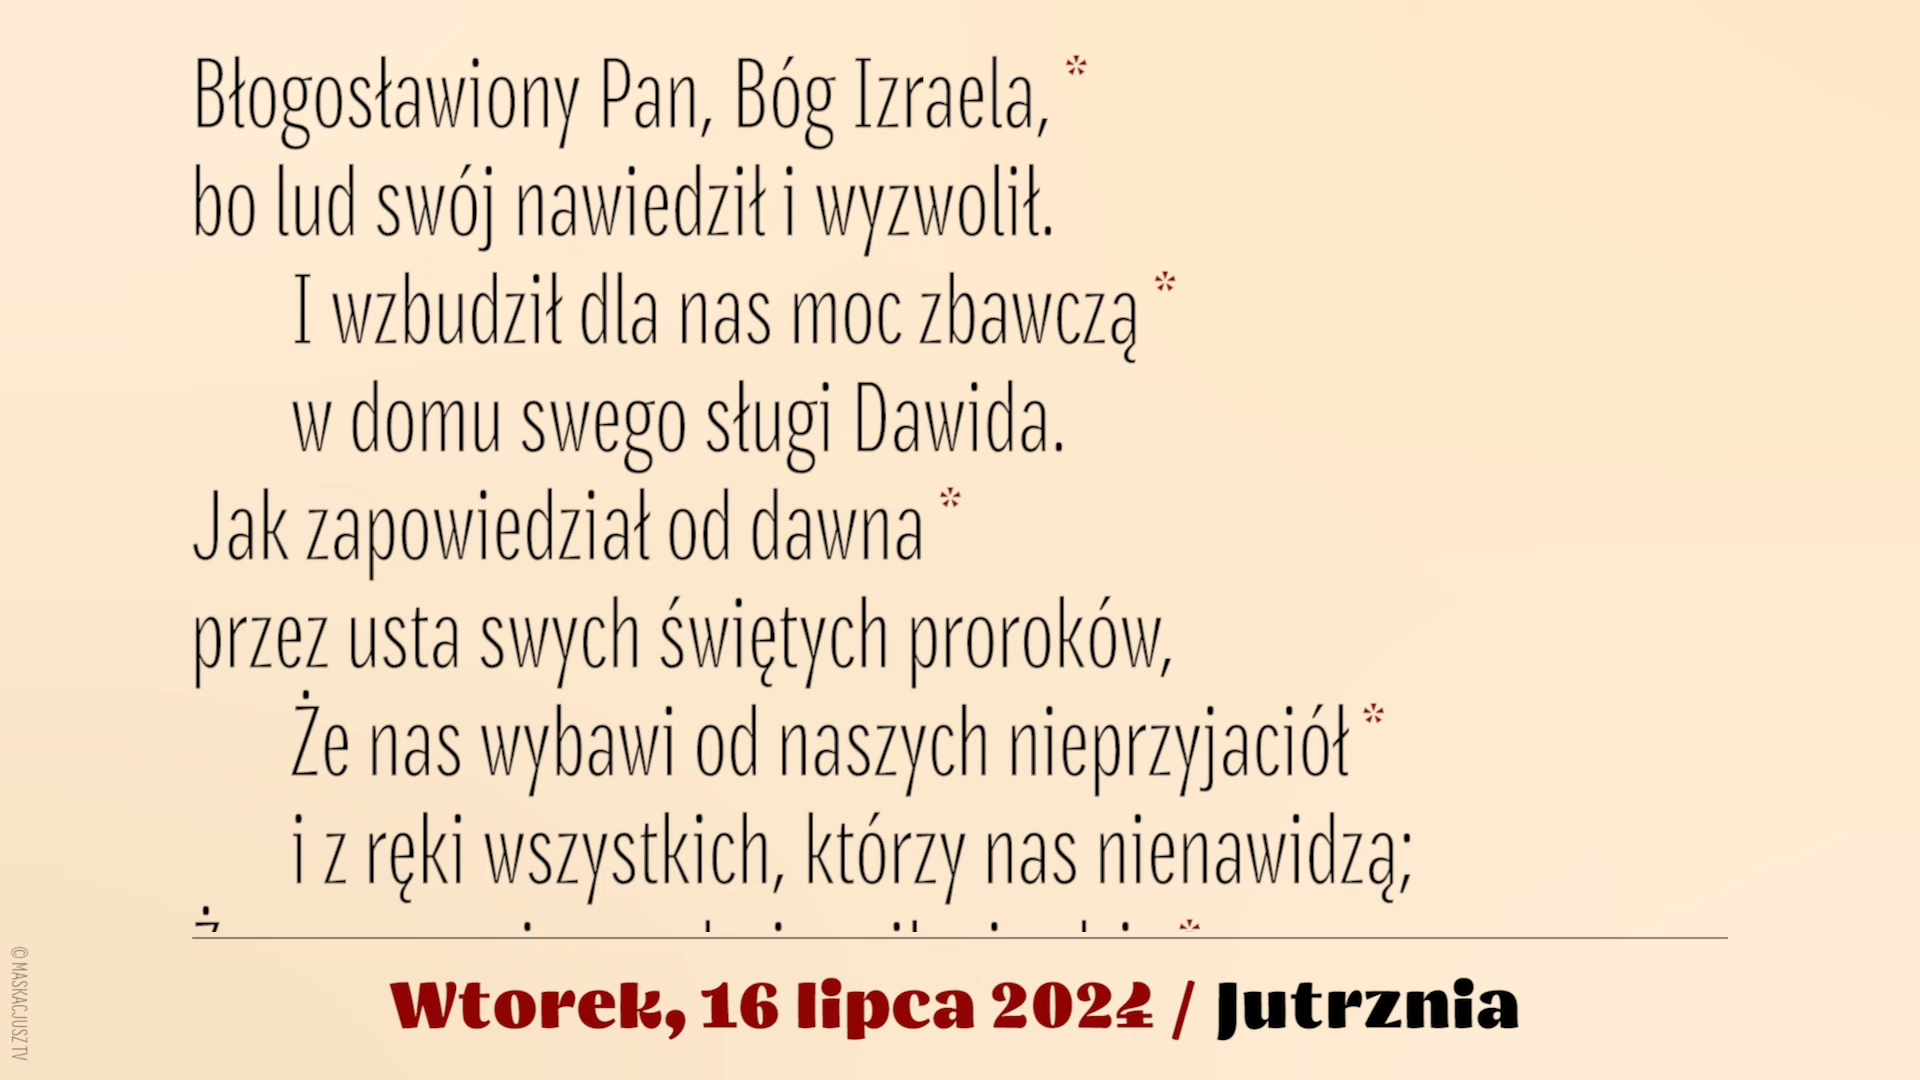 Błogosławiony Pan, Bóg Izraela, *
bo lud swój nawiedził i wyzwolił.
I wzbudził dla nas moc zbawczą *
w domu swego sługi Dawida.
Jak zapowiedział od dawna *
przez usta swych świętych proroków,
Że nas wybawi od naszych nieprzyjaciół *
i z ręki wszystkich, którzy nas nienawidzą;
Wtorek, 16 lipca 2024 / Jutrznia
© MASKACJUSZ TV